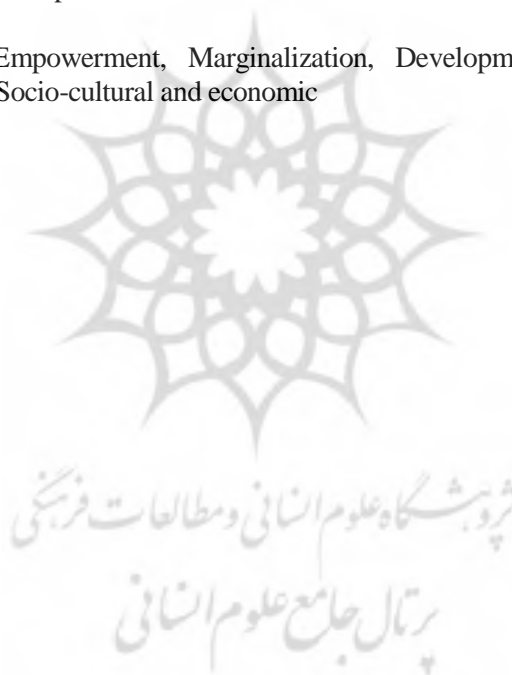 Empowerment, Marginalization, Developm
Socio-cultural and economic
پژوهشگاه علوم انسانی و مطالعات فرهنگی
پرتال جامع علوم انسانی